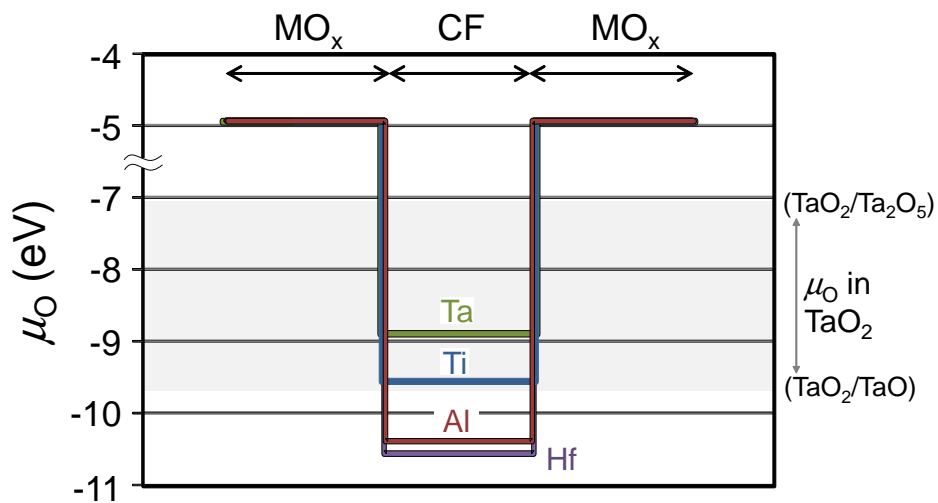 MOₓ CF MOₓ
-4
-5
-7
-8
-9
-10
-11
μO (eV)
Ta
Ti
Al
Hf
(TaO₂/Ta₂O₅)
μO in
TaO₂
(TaO₂/TaO)